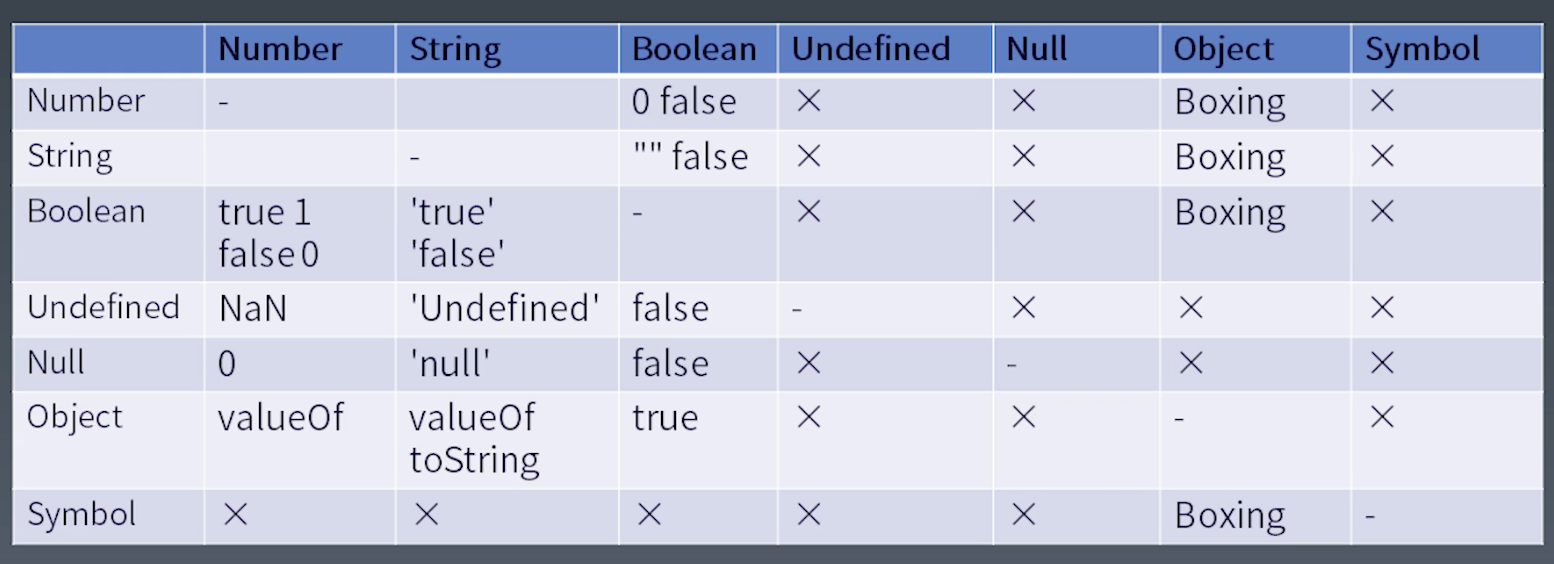 Number String Boolean Undefined Null Object Symbol
Number - 0 false × × Boxing ×
String - "" false × × Boxing ×
Boolean true 1 'true' - × × Boxing ×
false 0 'false'
Undefined NaN 'Undefined' false - × × ×
Null 0 'null' false × - × ×
Object valueOf valueOf true × × - ×
toString
Symbol × × × × × Boxing -